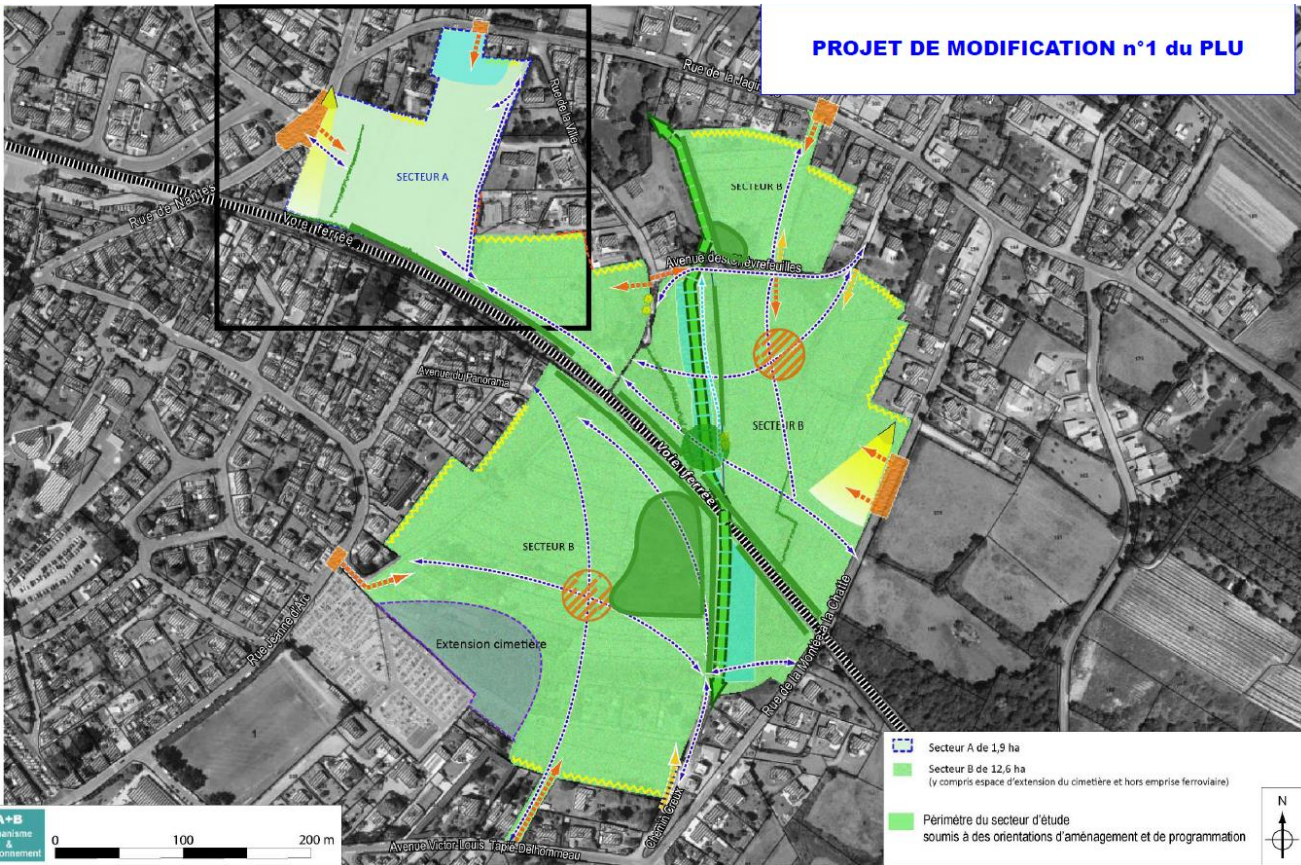 PROJET DE MODIFICATION n°1 du PLU
Rue de la Ville
SECTEUR A
SECTEUR B
Rue de Nantes
Voie ferrée
Avenue des Chèvrefeuilles
Avenue du Panorama
SECTEUR B
Voie ferrée
SECTEUR B
Rue Jeanne d'Arc
Extension cimetière
Rue de la Montée à la Chatte
Chemin Creux
Avenue Victor Louis Tapie Delhommeau
A+B
0 100 200 m
Secteur A de 1,9 ha
Secteur B de 12,6 ha
(y compris espace d'extension du cimetière et hors emprise ferroviaire)
Périmètre du secteur d'étude
soumis à des orientations d'aménagement et de programmation
N